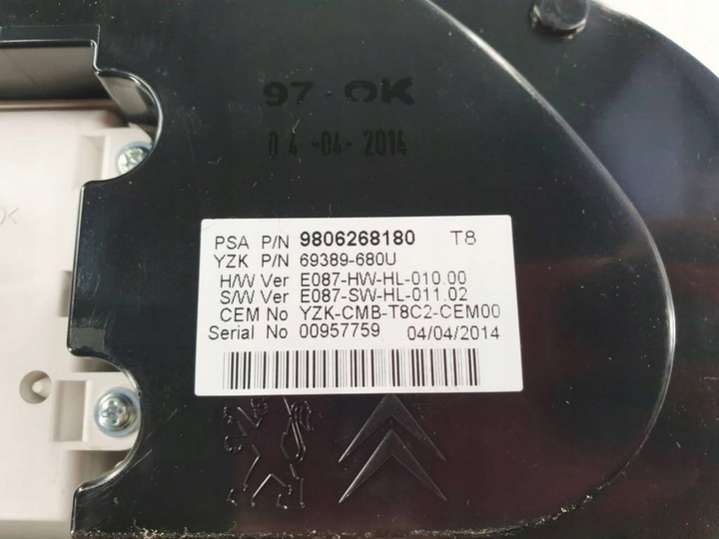 97-OK
04-04-2014
PSA P/N 9806268180 T8
YZK P/N 69389-680U
H/W Ver E087-HW-HL-010.00
S/W Ver E087-SW-HL-011.02
CEM No YZK-CMB-T8C2-CEM00
Serial No 00957759 04/04/2014